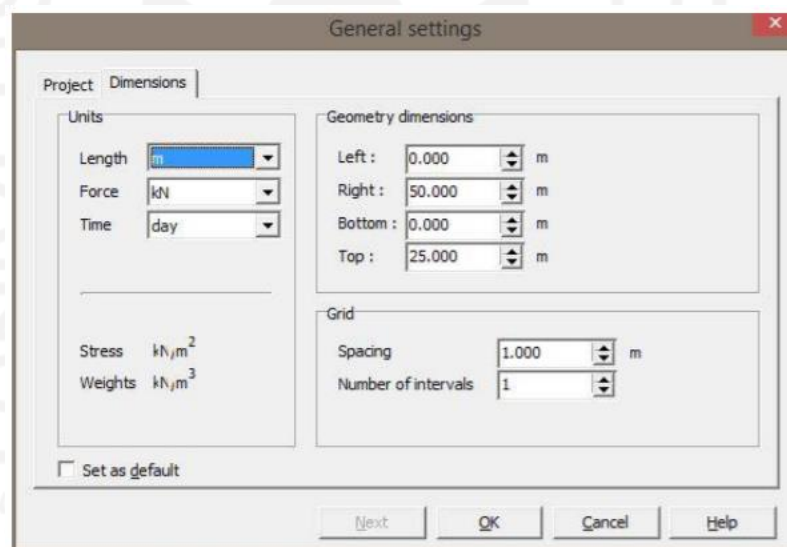 General settings
Project Dimensions
Units
Length m
Force kN
Time day
Stress kN/m²
Weights kN/m³
Geometry dimensions
Left : 0.000 m
Right : 50.000 m
Bottom : 0.000 m
Top : 25.000 m
Grid
Spacing 1.000 m
Number of intervals 1
Set as default
Next OK Cancel Help